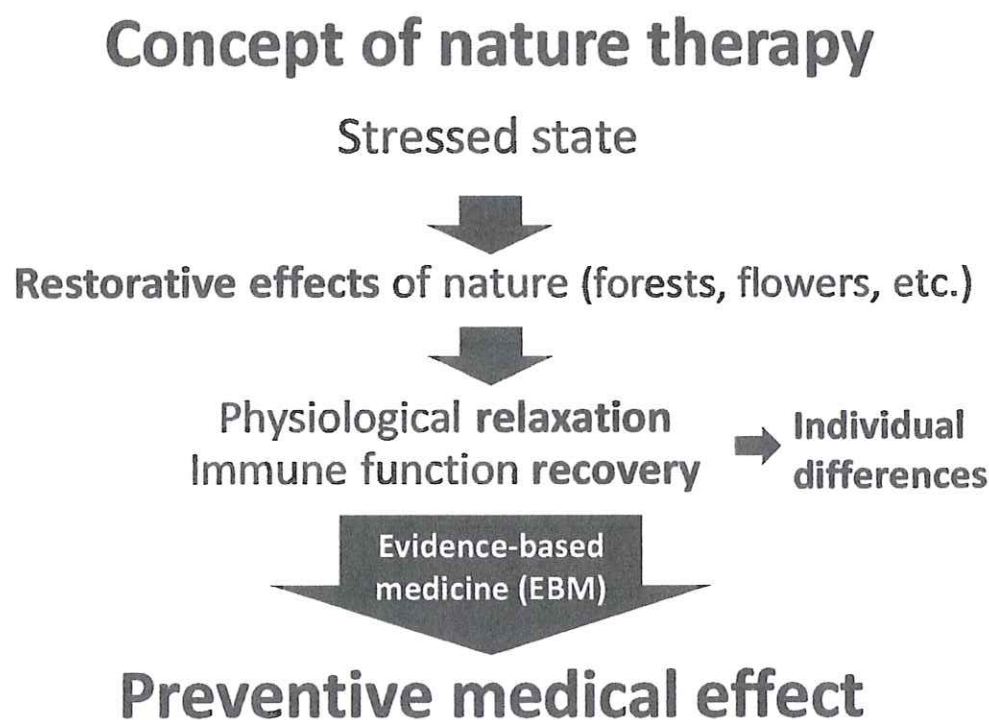 Concept of nature therapy
Stressed state
Restorative effects of nature (forests, flowers, etc.)
Physiological relaxation
Immune function recovery
Individual
differences
Evidence-based
medicine (EBM)
Preventive medical effect